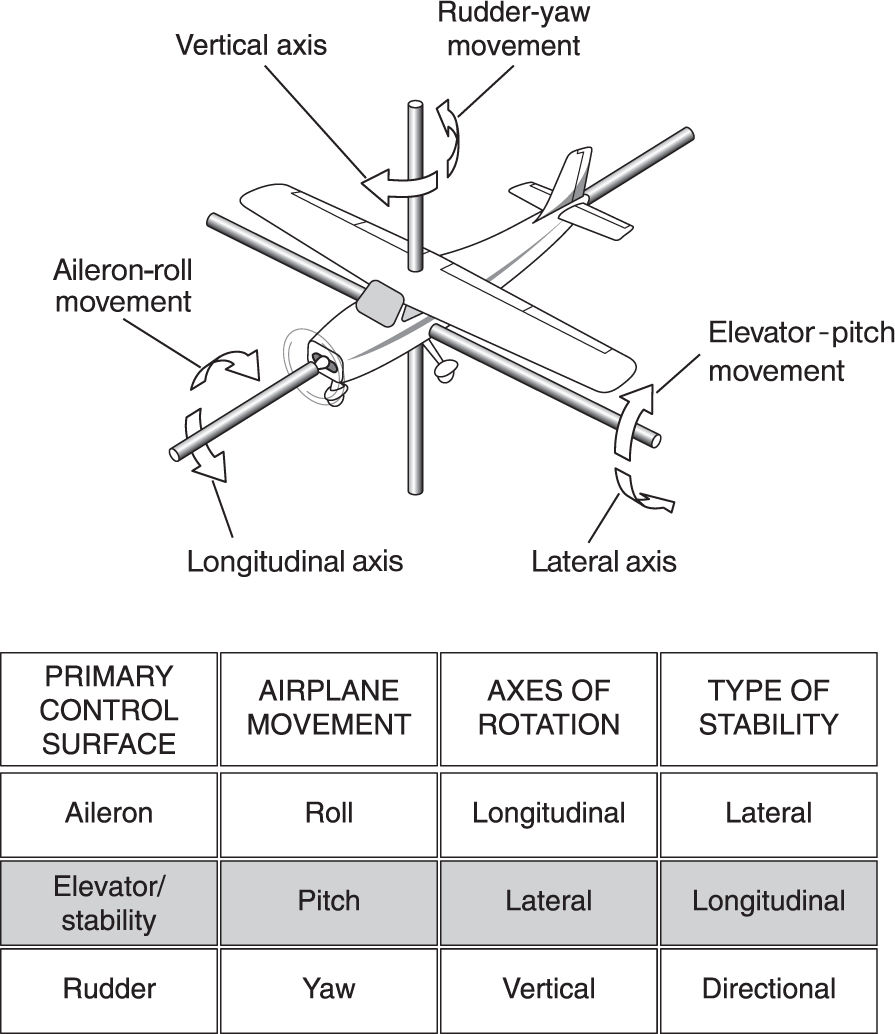 Rudder-yaw
movement
Vertical axis
Aileron-roll
movement
Elevator-pitch
movement
Longitudinal axis
Lateral axis
PRIMARY
CONTROL
SURFACE
AIRPLANE
MOVEMENT
AXES OF
ROTATION
TYPE OF
STABILITY
Aileron
Roll
Longitudinal
Lateral
Elevator/
stability
Pitch
Lateral
Longitudinal
Rudder
Yaw
Vertical
Directional